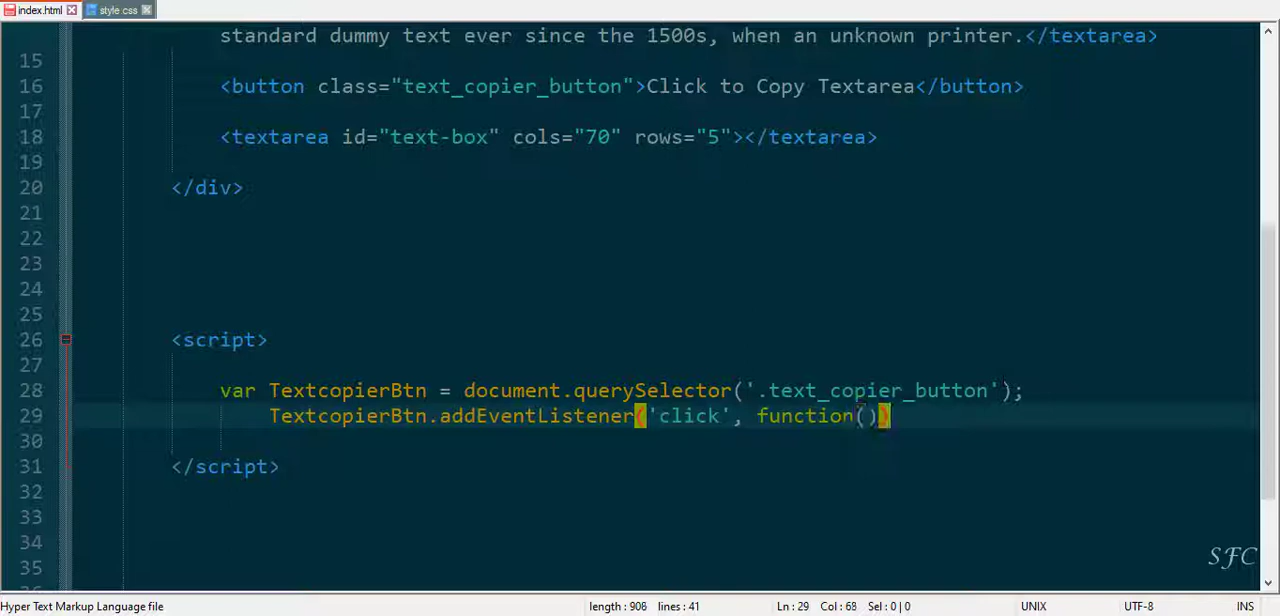 index.html style.css
standard dummy text ever since the 1500s, when an unknown printer.</textarea>
15
16 <button class="text_copier_button">Click to Copy Textarea</button>
17
18 <textarea id="text-box" cols="70" rows="5"></textarea>
19
20 </div>
21
22
23
24
25
26 <script>
27
28 var TextcopierBtn = document.querySelector('.text_copier_button');
29 TextcopierBtn.addEventListener('click', function())
30
31 </script>
32
33
34
35
SFC
Hyper Text Markup Language file length : 906 lines : 41 Ln : 29 Col : 68 Sel : 0 | 0 UNIX UTF-8 INS